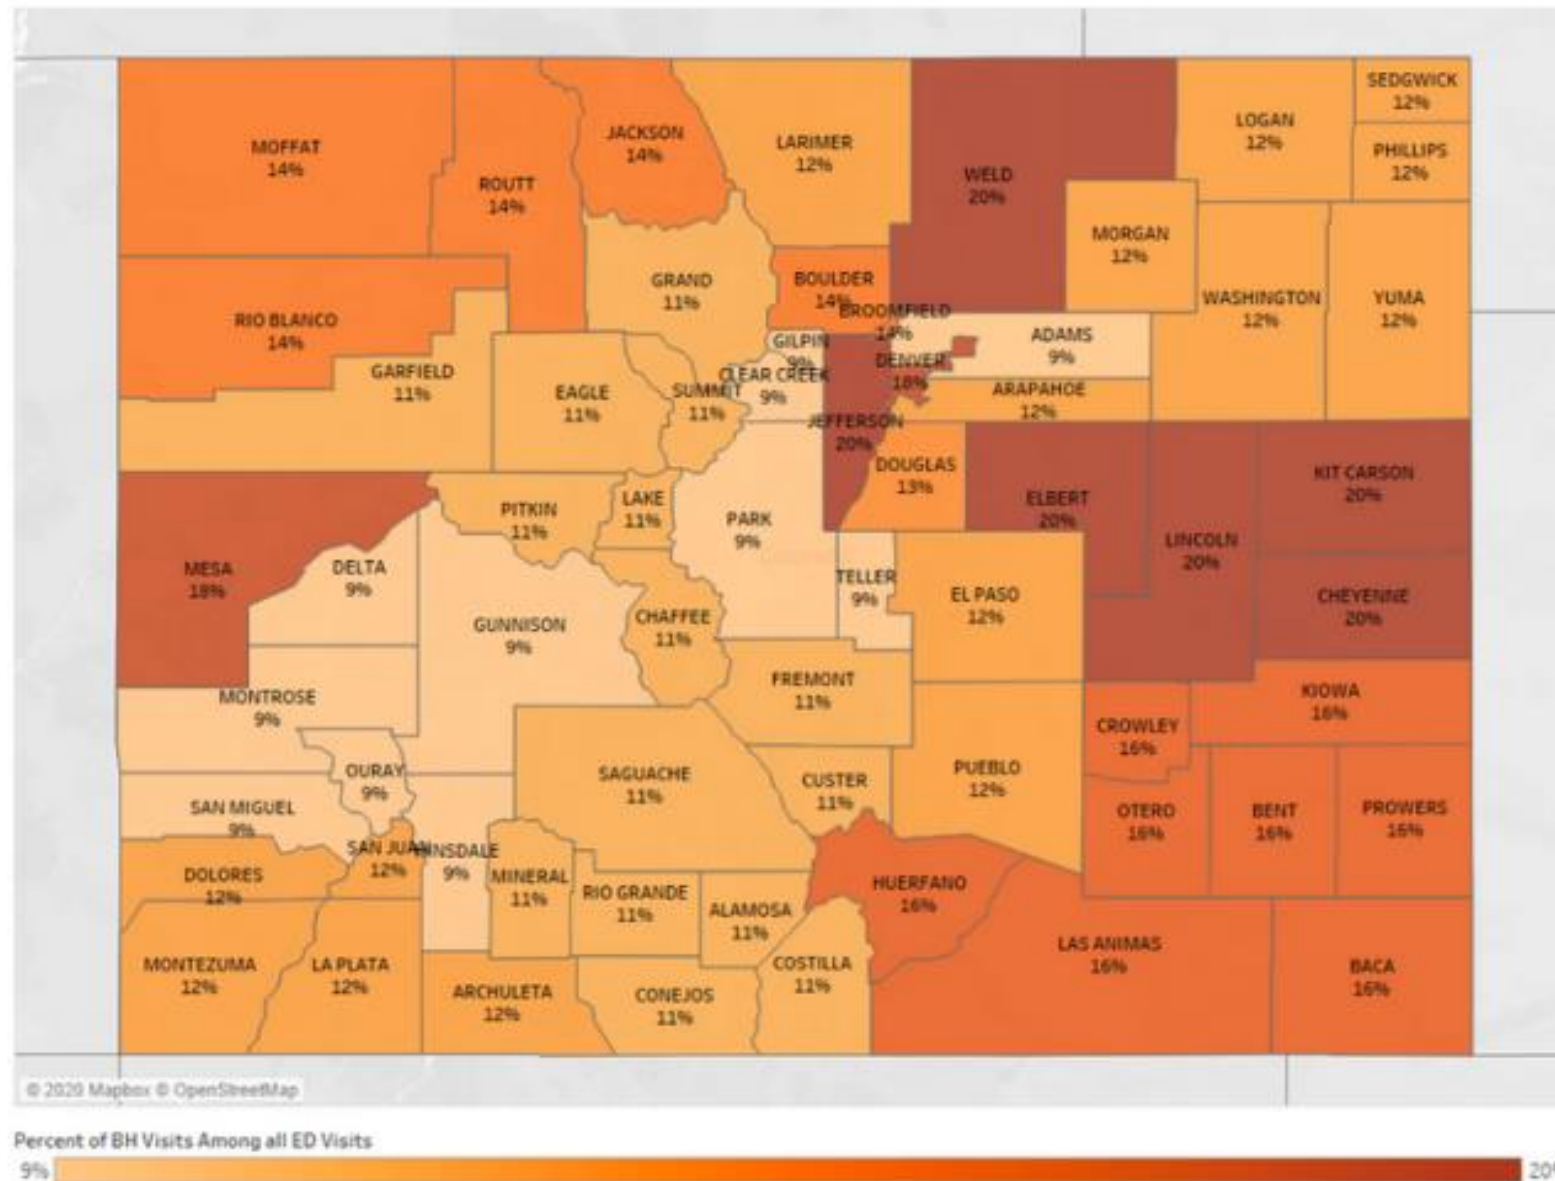 SEDGWICK
12%
LOGAN
12%
JACKSON
14%
LARIMER
12%
MOFFAT
14%
PHILLIPS
12%
WELD
20%
ROUTT
14%
MORGAN
12%
GRAND
11%
BOULDER
14%
WASHINGTON
12%
YUMA
12%
BROOMFIELD
14%
RIO BLANCO
14%
ADAMS
9%
GILPIN
9%
DENVER
18%
GARFIELD
11%
CLEAR CREEK
9%
EAGLE
11%
SUMMIT
11%
ARAPAHOE
12%
JEFFERSON
20%
DOUGLAS
13%
KIT CARSON
20%
LAKE
11%
ELBERT
20%
PITKIN
11%
PARK
9%
LINCOLN
20%
MESA
18%
DELTA
9%
TELLER
9%
EL PASO
12%
CHEYENNE
20%
CHAFFEE
11%
GUNNISON
9%
FREMONT
11%
KIOWA
16%
MONTROSE
9%
CROWLEY
16%
OURAY
9%
SAGUACHE
11%
CUSTER
11%
PUEBLO
12%
SAN MIGUEL
9%
OTERO
16%
BENT
16%
PROWERS
16%
SAN JUAN
12%
HINSDALE
9%
DOLORES
12%
MINERAL
11%
RIO GRANDE
11%
HUERFANO
16%
ALAMOSA
11%
LAS ANIMAS
16%
MONTEZUMA
12%
LA PLATA
12%
COSTILLA
11%
BACA
16%
ARCHULETA
12%
CONEJOS
11%
© 2020 Mapbox © OpenStreetMap
Percent of BH Visits Among all ED Visits
9%
20%